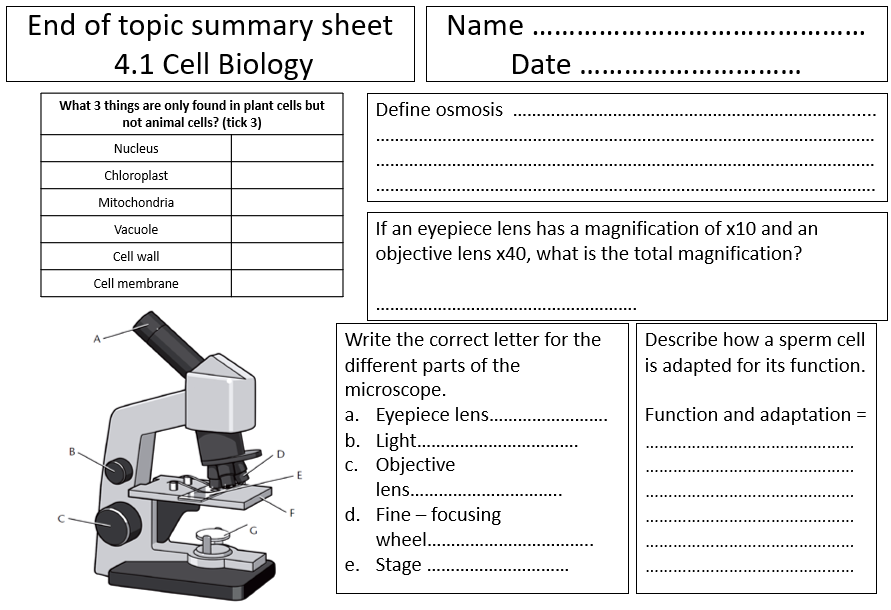 End of topic summary sheet
4.1 Cell Biology
Name ………………………………………
Date …………………………
What 3 things are only found in plant cells but
not animal cells? (tick 3)
Nucleus
Chloroplast
Mitochondria
Vacuole
Cell wall
Cell membrane
Define osmosis ………………………………………………………………………
………………………………………………………………………………………………
………………………………………………………………………………………………
………………………………………………………………………………………………
If an eyepiece lens has a magnification of x10 and an
objective lens x40, what is the total magnification?
………………………………………………
A
B
C
D
E
F
G
Write the correct letter for the
different parts of the
microscope.
a. Eyepiece lens……………………
b. Light……………………………
c. Objective
lens…………………………
d. Fine – focusing
wheel……………………………
e. Stage ………………………
Describe how a sperm cell
is adapted for its function.
Function and adaptation =
……………………………………
……………………………………
……………………………………
……………………………………
……………………………………
……………………………………